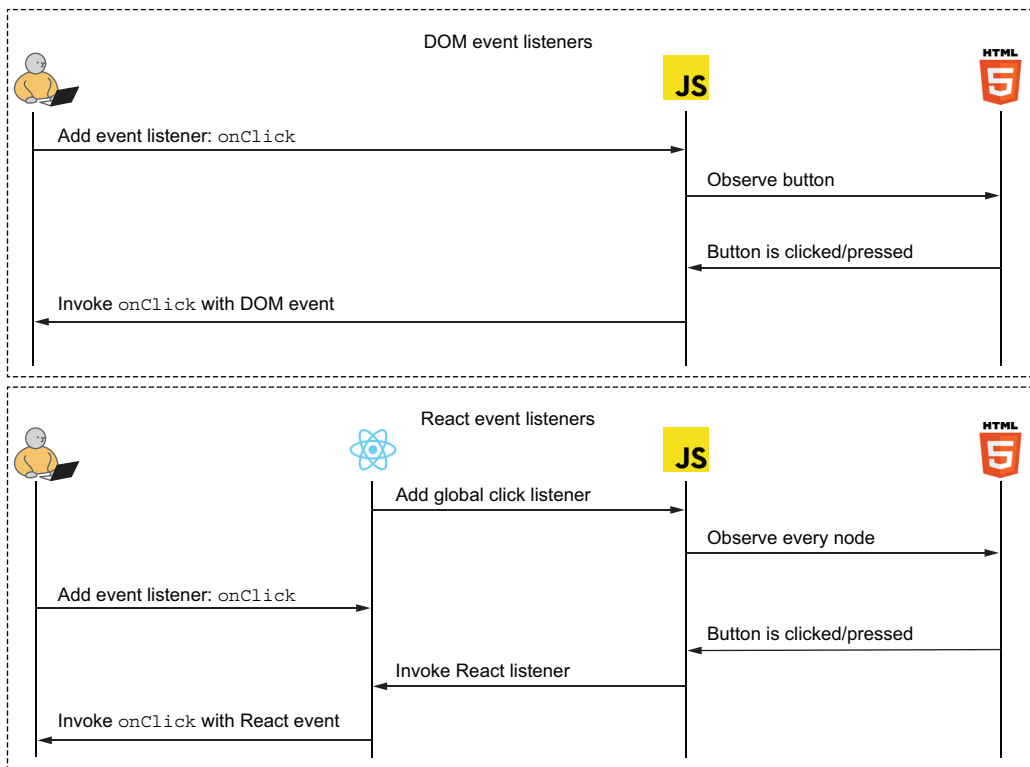 DOM event listeners
JS
HTML
5
Add event listener: onClick
Observe button
Button is clicked/pressed
Invoke onClick with DOM event
React event listeners
JS
HTML
5
Add global click listener
Observe every node
Add event listener: onClick
Button is clicked/pressed
Invoke React listener
Invoke onClick with React event